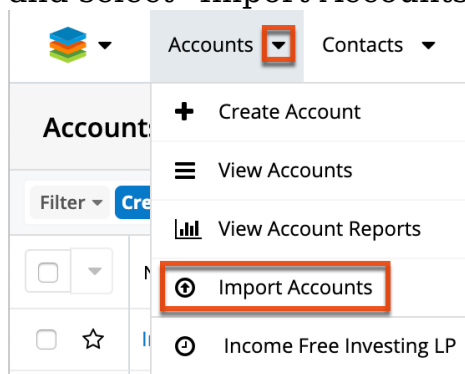 and select "Import Accounts
Accounts Contacts
Create Account
Account
View Accounts
Filter Cre
View Account Reports
Import Accounts
Income Free Investing LP